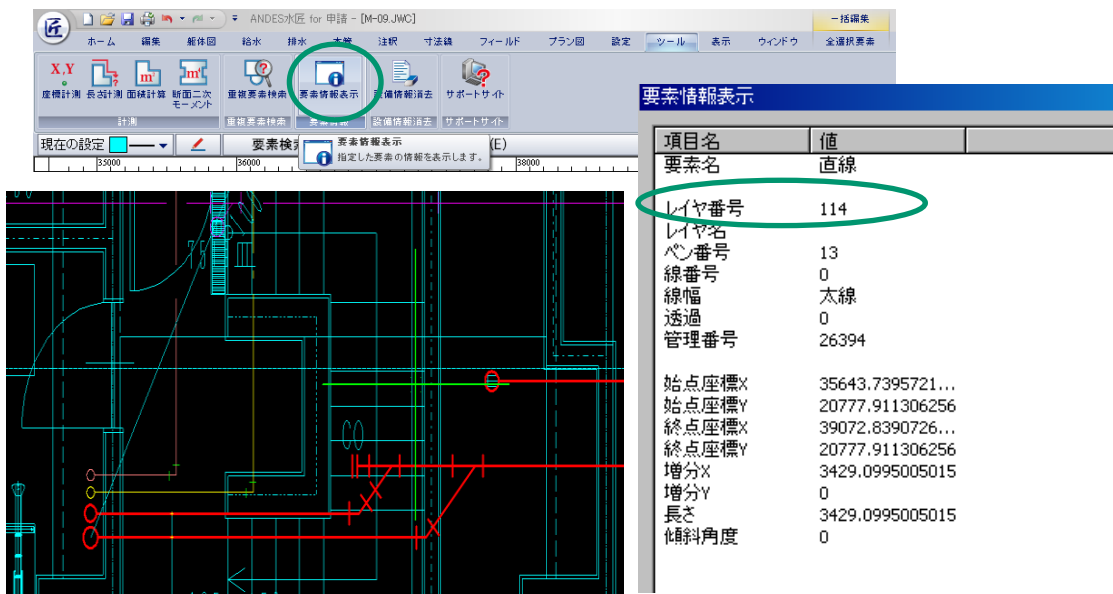 匠 ANDES水匠 for 申請 - [M-09.JWC] 一括編集
ホーム 編集 躯体図 給水 排水 本管 注釈 寸法線 フィールド プラン図 設定 ツール 表示 ウィンドウ 全選択要素
X,Y
座標計測 長さ計測 面積計算 断面二次モーメント 重複要素検索 要素情報表示 設備情報消去 サポートサイト
計測 重複要素検索 要素情報 設備情報消去 サポートサイト
現在の設定 要素検 (E)
要素情報表示
指定した要素の情報を表示します。
35000 36000 38000
75
60
要素情報表示
項目名 値
要素名 直線
レイヤ番号 114
レイヤ名
ペン番号 13
線番号 0
線幅 太線
透過 0
管理番号 26394
始点座標X 35643.7395721...
始点座標Y 20777.911306256
終点座標X 39072.8390726...
終点座標Y 20777.911306256
増分X 3429.0995005015
増分Y 0
長さ 3429.0995005015
傾斜角度 0